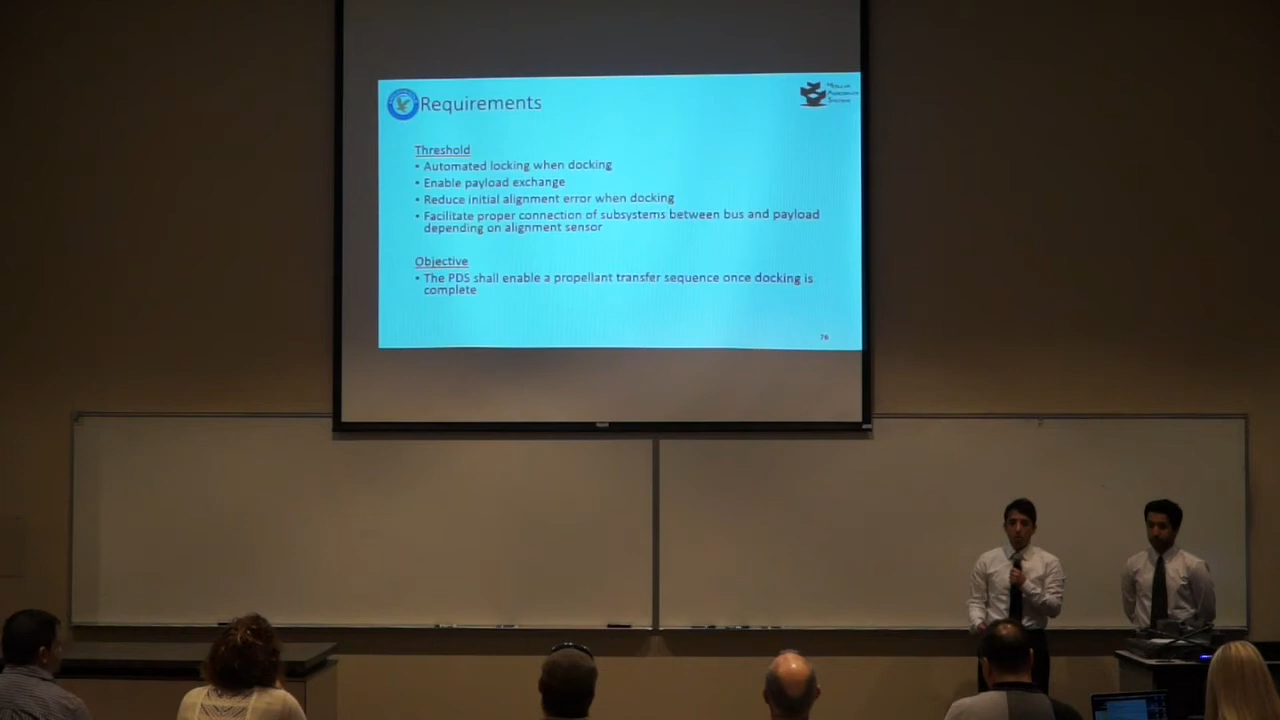 Requirements
Threshold
• Automated locking when docking
• Enable payload exchange
• Reduce initial alignment error when docking
• Facilitate proper connection of subsystems between bus and payload
depending on alignment sensor
Objective
• The PDS shall enable a propellant transfer sequence once docking is
complete
76